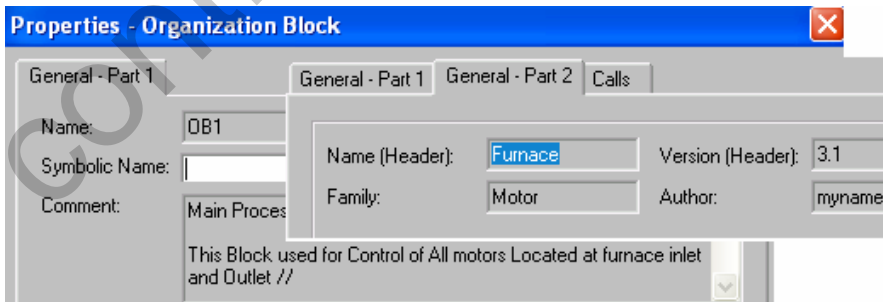 Properties - Organization Block
General - Part 1
General - Part 1 General - Part 2 Calls
Name: OB1
Symbolic Name:
Comment: Main Proces
This Block used for Control of All motors Located at furnace inlet
and Outlet //
Name (Header): Furnace Version (Header): 3.1
Family: Motor Author: myname